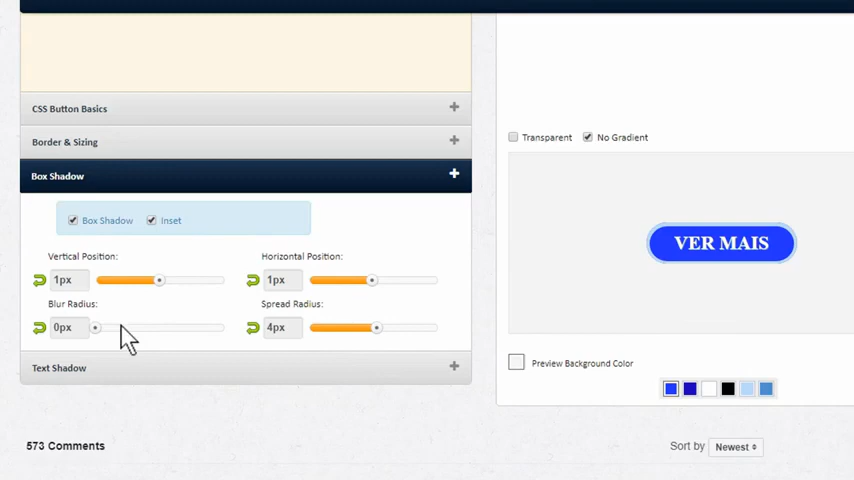 CSS Button Basics
Border & Sizing
Box Shadow
Box Shadow Inset
Vertical Position: Horizontal Position:
1px 1px
Blur Radius: Spread Radius:
0px 4px
Text Shadow
573 Comments
Transparent No Gradient
VER MAIS
Preview Background Color
Sort by Newest